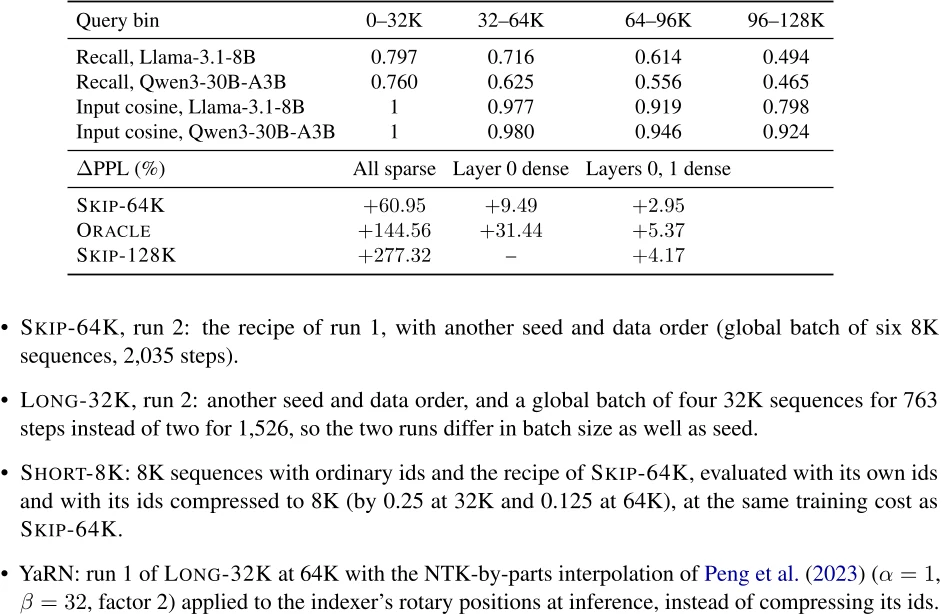 Query bin 0–32K 32–64K 64–96K 96–128K
Recall, Llama-3.1-8B 0.797 0.716 0.614 0.494
Recall, Qwen3-30B-A3B 0.760 0.625 0.556 0.465
Input cosine, Llama-3.1-8B 1 0.977 0.919 0.798
Input cosine, Qwen3-30B-A3B 1 0.980 0.946 0.924
ΔPPL (%) All sparse Layer 0 dense Layers 0, 1 dense
SKIP-64K +60.95 +9.49 +2.95
ORACLE +144.56 +31.44 +5.37
SKIP-128K +277.32 – +4.17
• SKIP-64K, run 2: the recipe of run 1, with another seed and data order (global batch of six 8K
sequences, 2,035 steps).
• LONG-32K, run 2: another seed and data order, and a global batch of four 32K sequences for 763
steps instead of two for 1,526, so the two runs differ in batch size as well as seed.
• SHORT-8K: 8K sequences with ordinary ids and the recipe of SKIP-64K, evaluated with its own ids
and with its ids compressed to 8K (by 0.25 at 32K and 0.125 at 64K), at the same training cost as
SKIP-64K.
• YaRN: run 1 of LONG-32K at 64K with the NTK-by-parts interpolation of Peng et al. (2023) (α = 1,
β = 32, factor 2) applied to the indexer's rotary positions at inference, instead of compressing its ids.